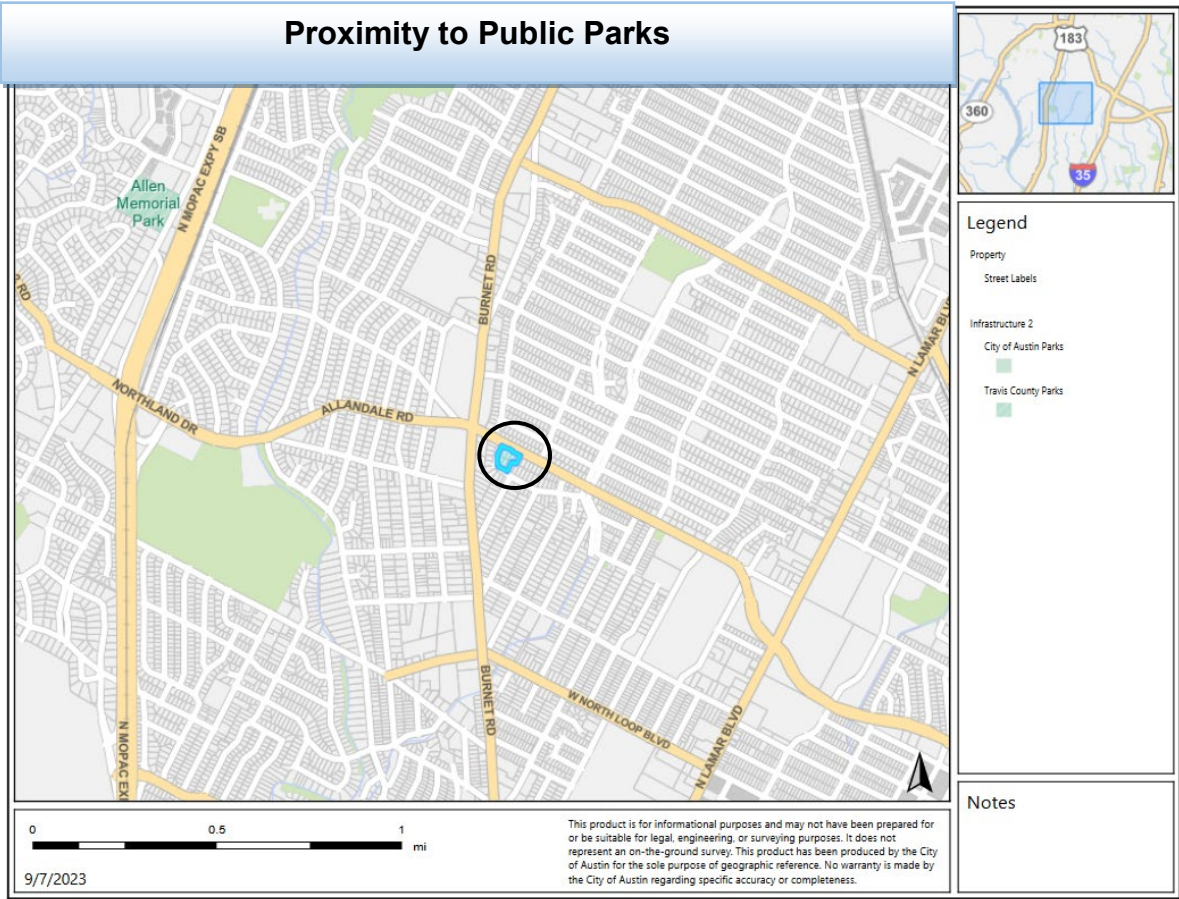 Proximity to Public Parks
183
360
35
Allen
Memorial
Park
N MOPAC EXPY SB
BURNET RD
RD
N LAMAR BLV
NORTHLAND DR
ALLANDALE RD
BURNET RD
W NORTH LOOP BLVD
N LAMAR BLVD
N MOPAC EX
Legend
Property
Street Labels
Infrastructure 2
City of Austin Parks
Travis County Parks
Notes
0 0.5 1
mi
9/7/2023
This product is for informational purposes and may not have been prepared for
or be suitable for legal, engineering, or surveying purposes. It does not
represent an on-the-ground survey. This product has been produced by the City
of Austin for the sole purpose of geographic reference. No warranty is made by
the City of Austin regarding specific accuracy or completeness.